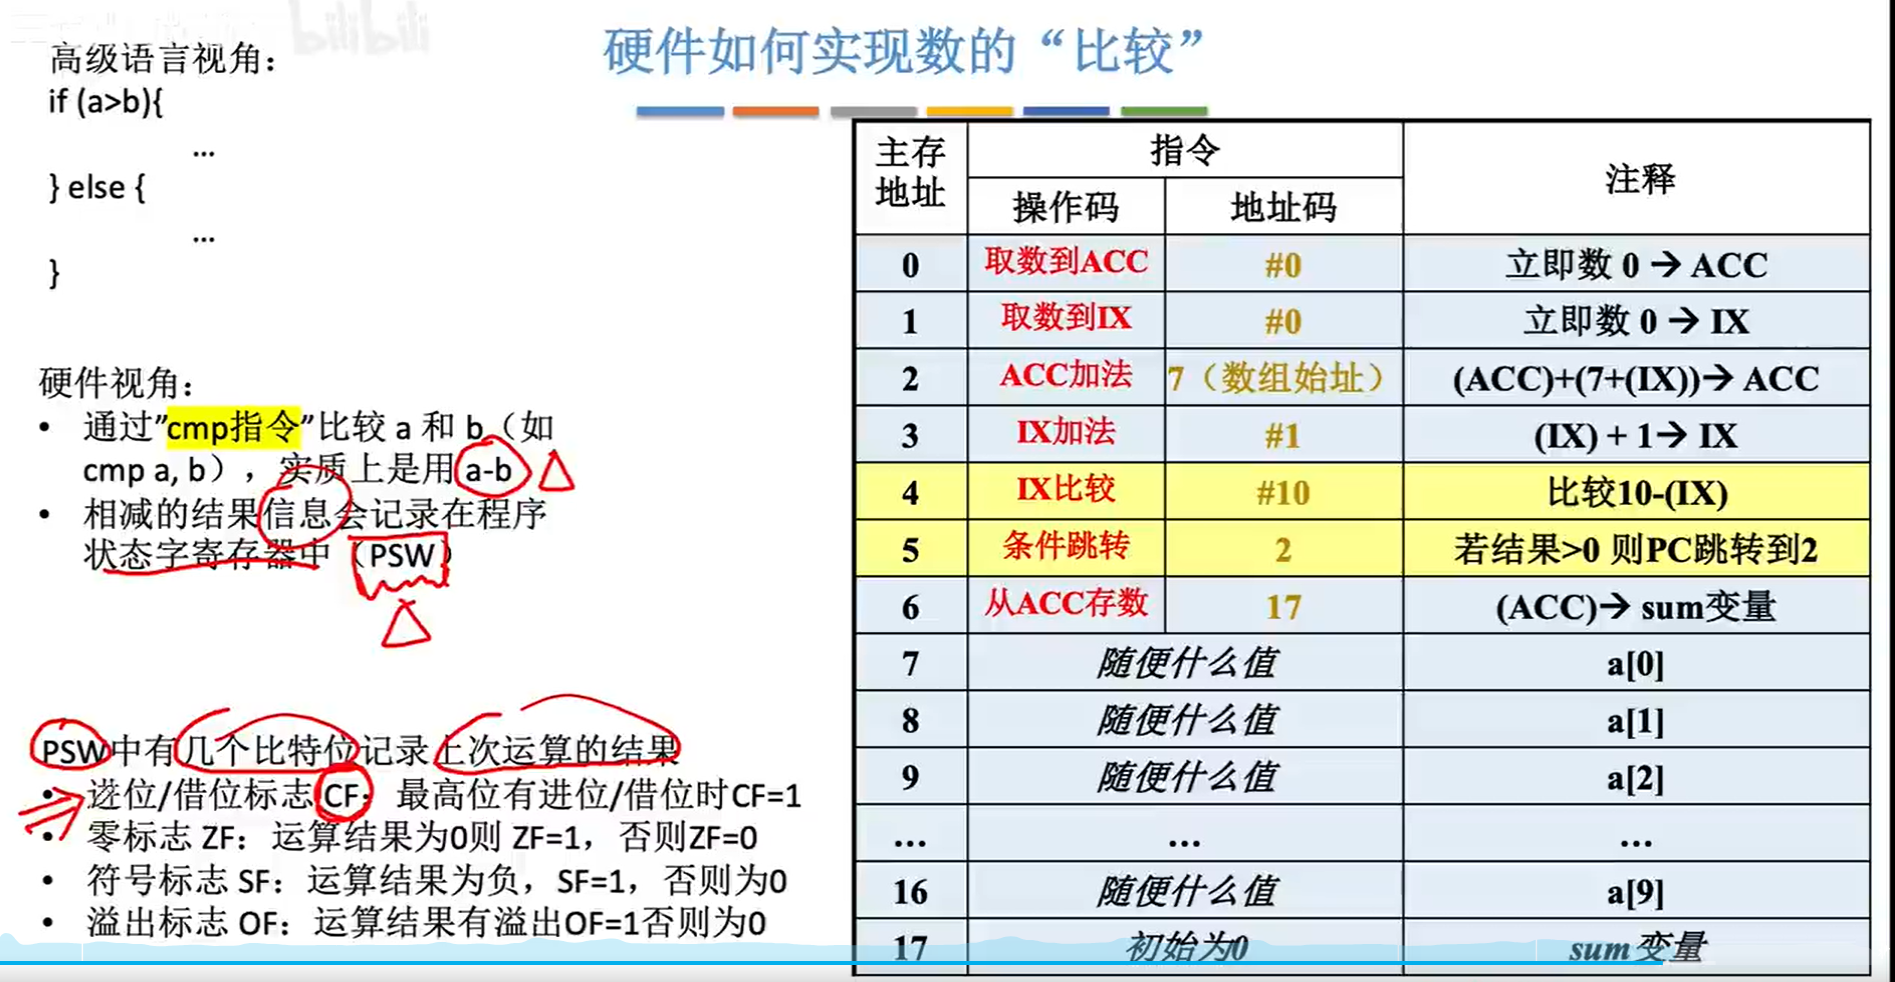 bilibili
硬件如何实现数的“比较”
高级语言视角：
if (a>b){
...
} else {
...
}
硬件视角：
• 通过”cmp指令”比较 a 和 b（如
cmp a, b），实质上是用 a-b
• 相减的结果信息会记录在程序
状态字寄存器中（PSW）
PSW中有几个比特位记录上次运算的结果
• 进位/借位标志 CF：最高位有进位/借位时CF=1
• 零标志 ZF：运算结果为0则 ZF=1，否则ZF=0
• 符号标志 SF：运算结果为负，SF=1，否则为0
• 溢出标志 OF：运算结果有溢出OF=1否则为0
主存地址 指令 注释
操作码 地址码
0 取数到ACC #0 立即数 0 → ACC
1 取数到IX #0 立即数 0 → IX
2 ACC加法 7（数组始址） (ACC)+(7+(IX))→ ACC
3 IX加法 #1 (IX) + 1→ IX
4 IX比较 #10 比较10-(IX)
5 条件跳转 2 若结果>0 则PC跳转到2
6 从ACC存数 17 (ACC)→ sum变量
7 随便什么值 a[0]
8 随便什么值 a[1]
9 随便什么值 a[2]
... ... ...
16 随便什么值 a[9]
17 初始为0 sum变量